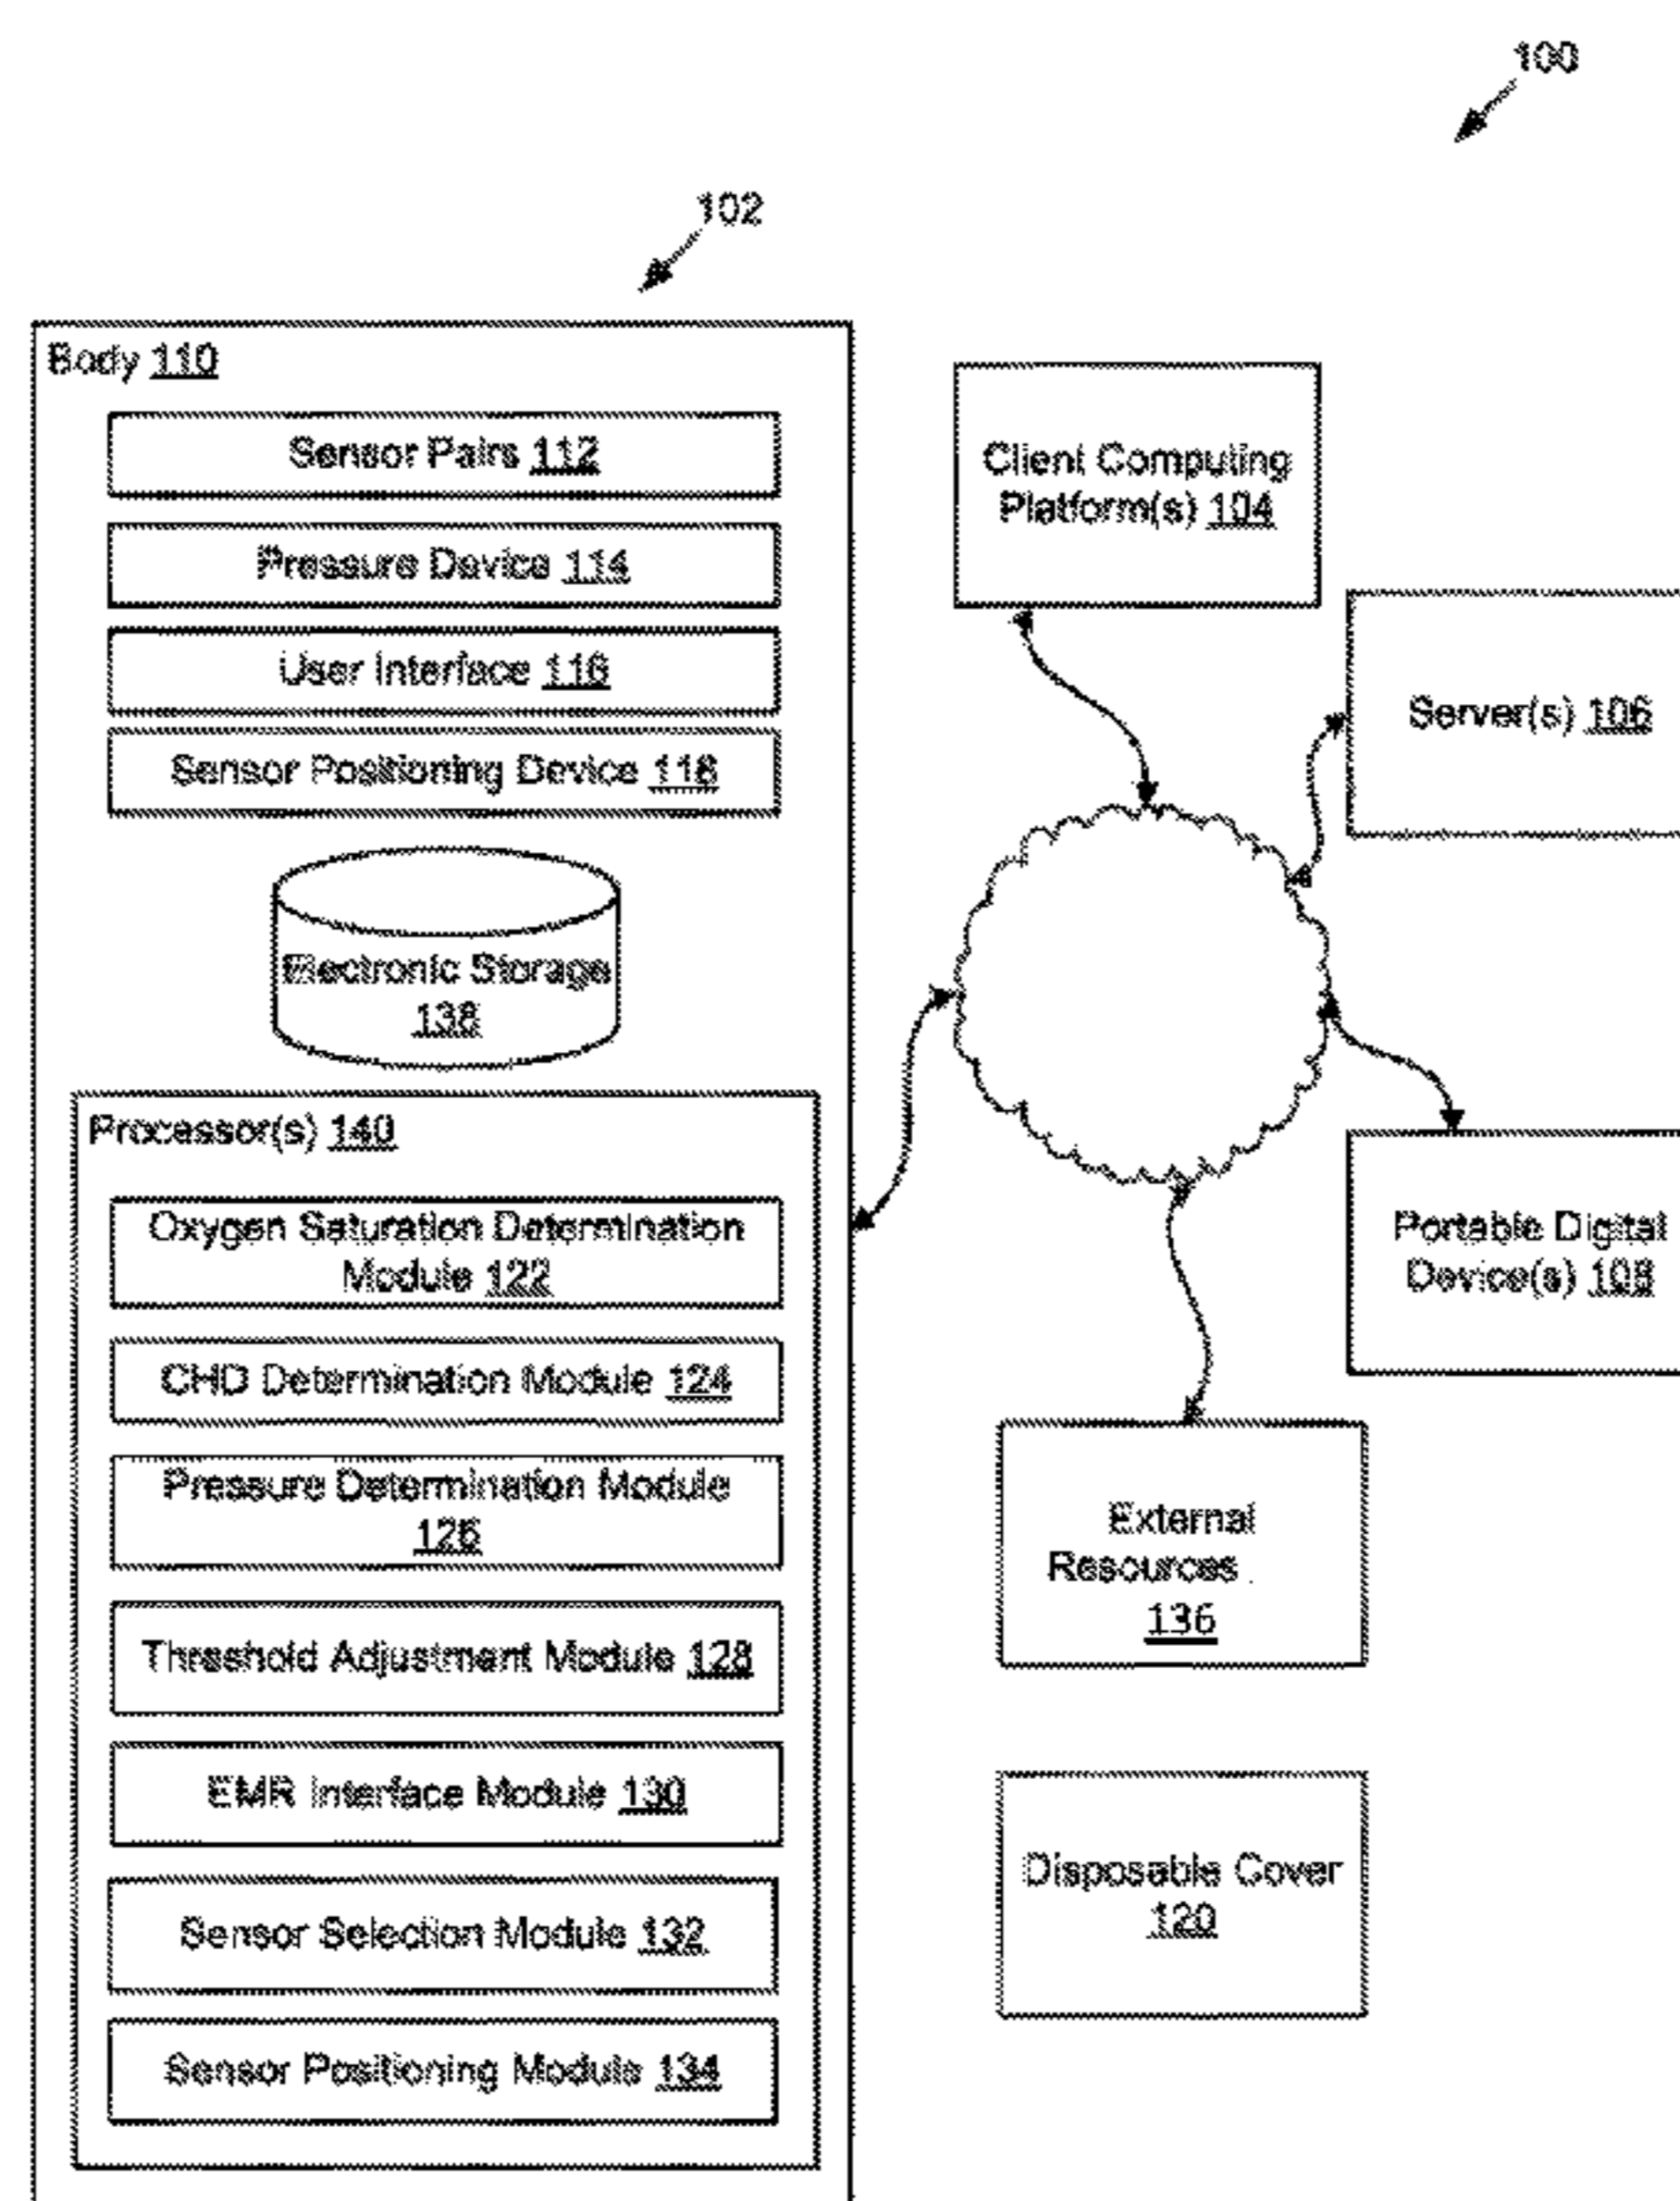 100
102
Body 110
Sensor Pairs 112
Pressure Device 114
User Interface 116
Sensor Positioning Device 118
Electronic Storage
138
Processor(s) 140
Oxygen Saturation Determination
Module 122
CHD Determination Module 124
Pressure Determination Module
126
Threshold Adjustment Module 128
EMR Interface Module 130
Sensor Selection Module 132
Sensor Positioning Module 134
Client Computing
Platform(s) 104
Server(s) 106
Portable Digital
Device(s) 108
External
Resources
136
Disposable Cover
120